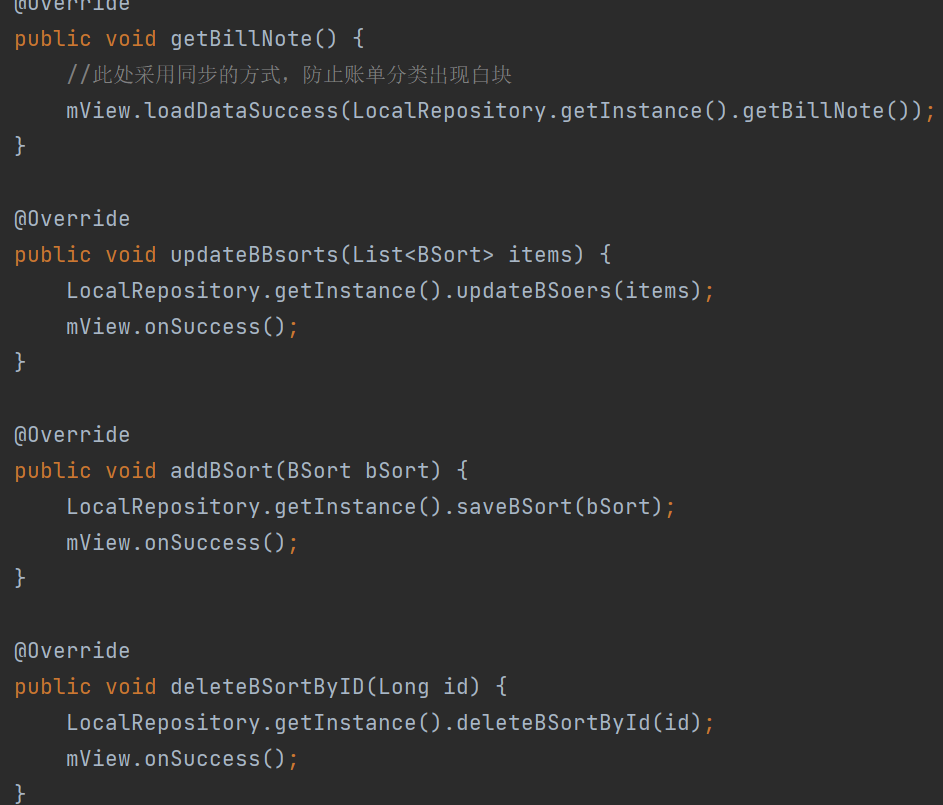 @Override
public void getBillNote() {
//此处采用同步的方式，防止账单分类出现白块
mView.loadDataSuccess(LocalRepository.getInstance().getBillNote());
}
@Override
public void updateBBsorts(List<BSort> items) {
LocalRepository.getInstance().updateBSoers(items);
mView.onSuccess();
}
@Override
public void addBSort(BSort bSort) {
LocalRepository.getInstance().saveBSort(bSort);
mView.onSuccess();
}
@Override
public void deleteBSortByID(Long id) {
LocalRepository.getInstance().deleteBSortById(id);
mView.onSuccess();
}